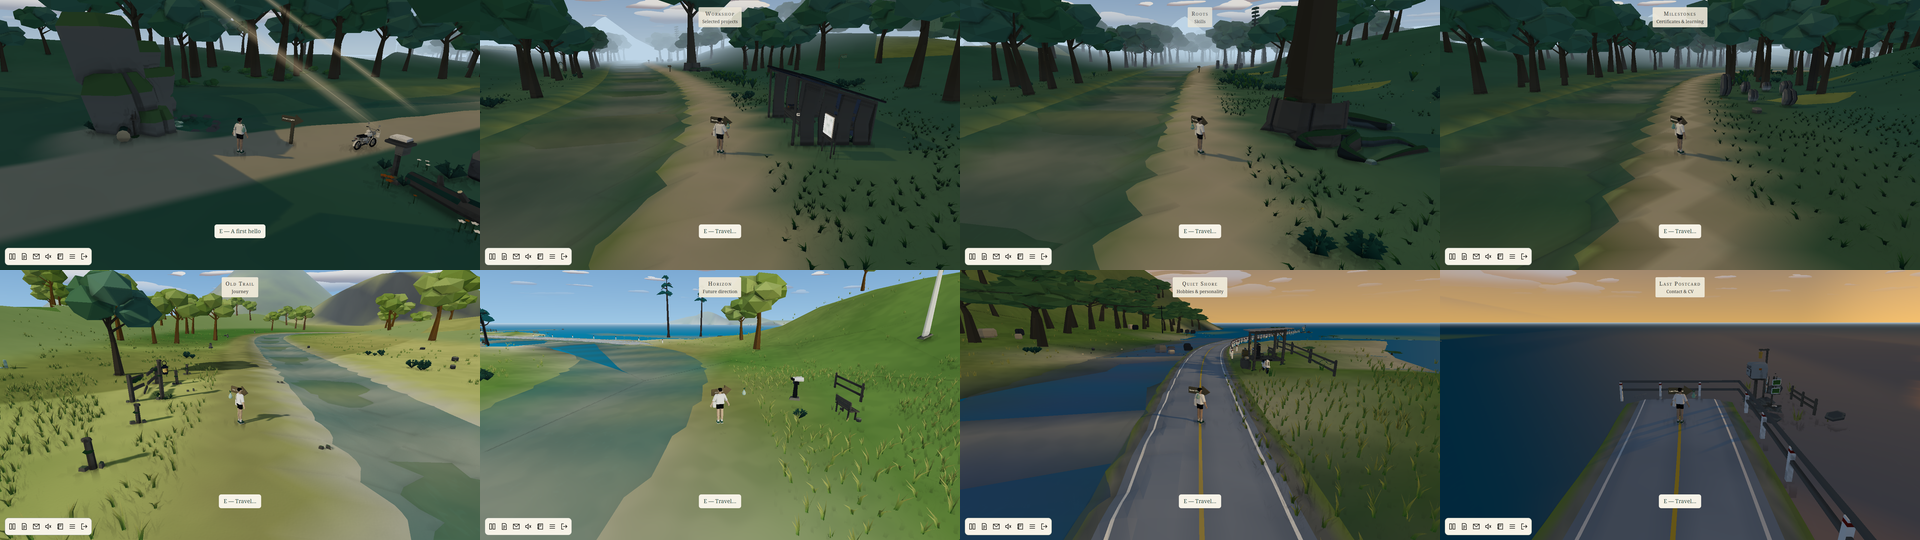 E — A first hello
Workshop
Selected projects
E — Travel...
Roots
Skills
E — Travel...
Milestones
Certificates & learning
E — Travel...
Old Trail
Journey
E — Travel...
Horizon
Future direction
E — Travel...
Quiet Shore
Hobbies & personality
E — Travel...
Last Postcard
Contact & CV
E — Travel...